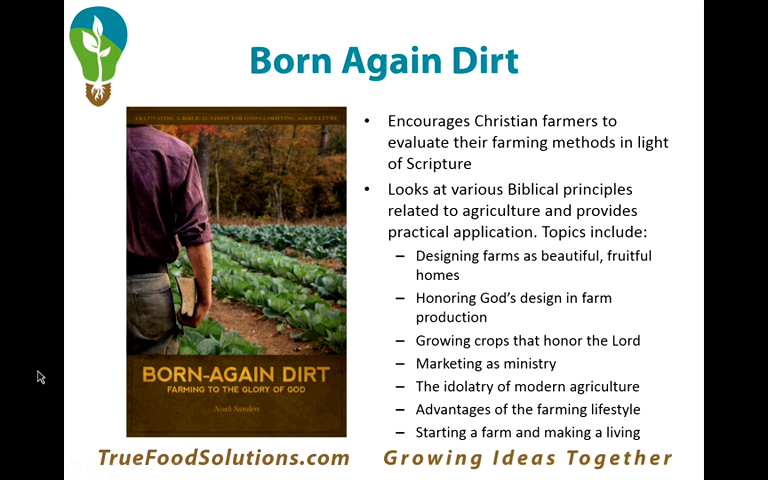 Born Again Dirt
CULTIVATING A BIBLICAL VISION FOR GOD-GLORIFYING AGRICULTURE
BORN-AGAIN DIRT
FARMING TO THE GLORY OF GOD
Noah Sanders
• Encourages Christian farmers to
evaluate their farming methods in light
of Scripture
• Looks at various Biblical principles
related to agriculture and provides
practical application. Topics include:
– Designing farms as beautiful, fruitful
homes
– Honoring God's design in farm
production
– Growing crops that honor the Lord
– Marketing as ministry
– The idolatry of modern agriculture
– Advantages of the farming lifestyle
– Starting a farm and making a living
TrueFoodSolutions.com Growing Ideas Together